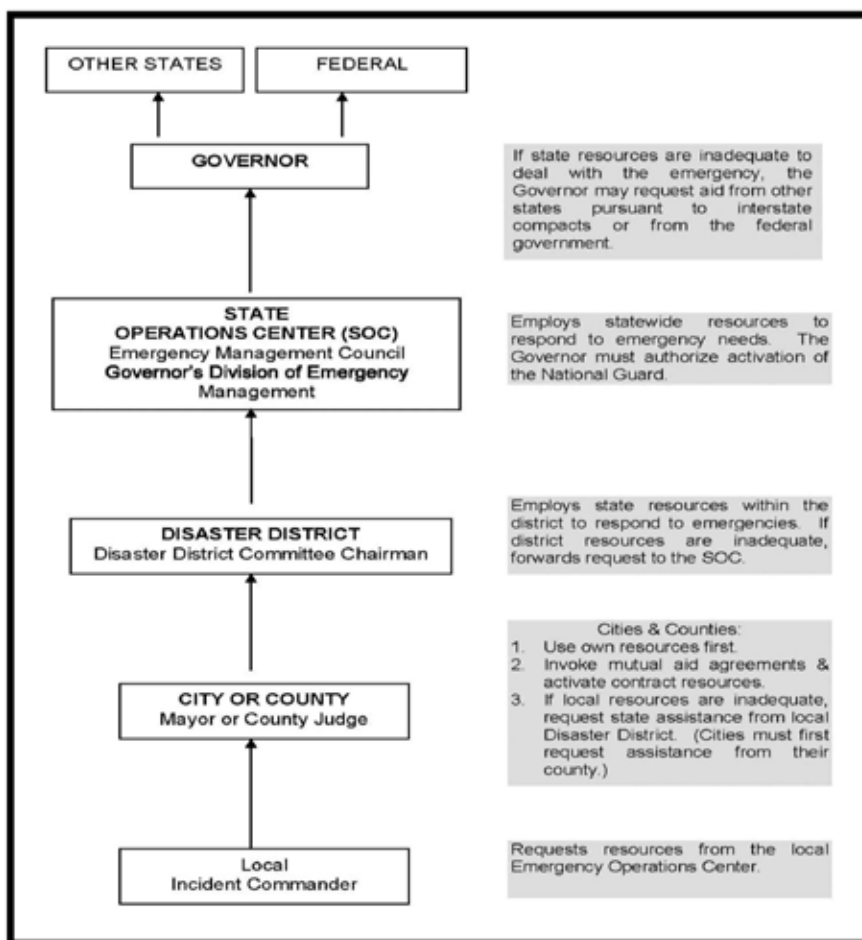 OTHER STATES
FEDERAL
GOVERNOR
If state resources are inadequate to
deal with the emergency, the
Governor may request aid from other
states pursuant to interstate
compacts or from the federal
government.
STATE
OPERATIONS CENTER (SOC)
Emergency Management Council
Governor's Division of Emergency
Management
Employs statewide resources to
respond to emergency needs. The
Governor must authorize activation of
the National Guard.
DISASTER DISTRICT
Disaster District Committee Chairman
Employs state resources within the
district to respond to emergencies. If
district resources are inadequate,
forwards request to the SOC.
CITY OR COUNTY
Mayor or County Judge
Cities & Counties:
1. Use own resources first.
2. Invoke mutual aid agreements &
activate contract resources.
3. If local resources are inadequate,
request state assistance from local
Disaster District. (Cities must first
request assistance from their
county.)
Local
Incident Commander
Requests resources from the local
Emergency Operations Center.